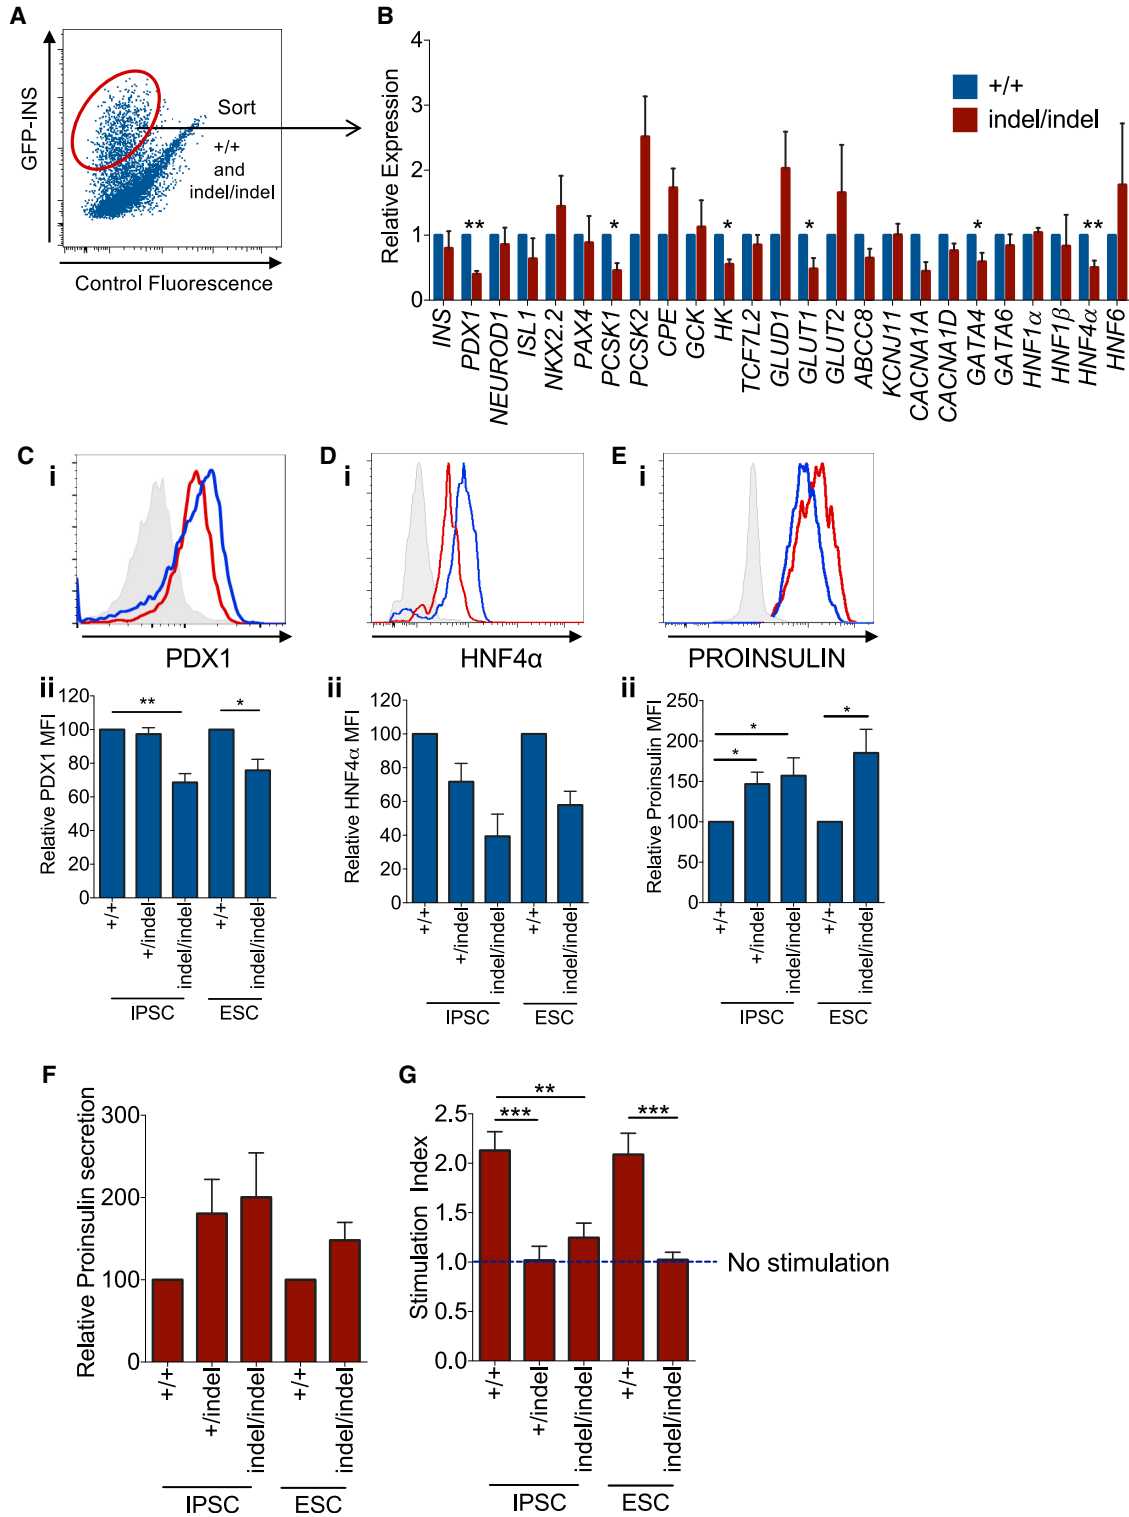 A
GFP-INS
Sort
+/+
and
indel/indel
Control Fluorescence
B
Relative Expression
4
3
2
1
0
+/+
indel/indel
** * * * * **
INS
PDX1
NEUROD1
ISL1
NKX2.2
PAX4
PCSK1
PCSK2
CPE
GCK
HK
TCF7L2
GLUD1
GLUT1
GLUT2
ABCC8
KCNJ11
CACNA1A
CACNA1D
GATA4
GATA6
HNF1α
HNF1β
HNF4α
HNF6
C
i
PDX1
ii
Relative PDX1 MFI
120
100
80
60
40
20
0
**
*
+/+
+/indel
indel/indel
+/+
indel/indel
IPSC
ESC
D
i
HNF4α
ii
Relative HNF4α MFI
120
100
80
60
40
20
0
+/+
+/indel
indel/indel
+/+
indel/indel
IPSC
ESC
E
i
PROINSULIN
ii
Relative Proinsulin MFI
250
200
150
100
50
0
*
*
*
+/+
+/indel
indel/indel
+/+
indel/indel
IPSC
ESC
F
Relative Proinsulin secretion
300
200
100
0
+/+
+/indel
indel/indel
+/+
indel/indel
IPSC
ESC
G
Stimulation Index
2.5
2.0
1.5
1.0
0.5
0.0
**
***
***
No stimulation
+/+
+/indel
indel/indel
+/+
indel/indel
IPSC
ESC